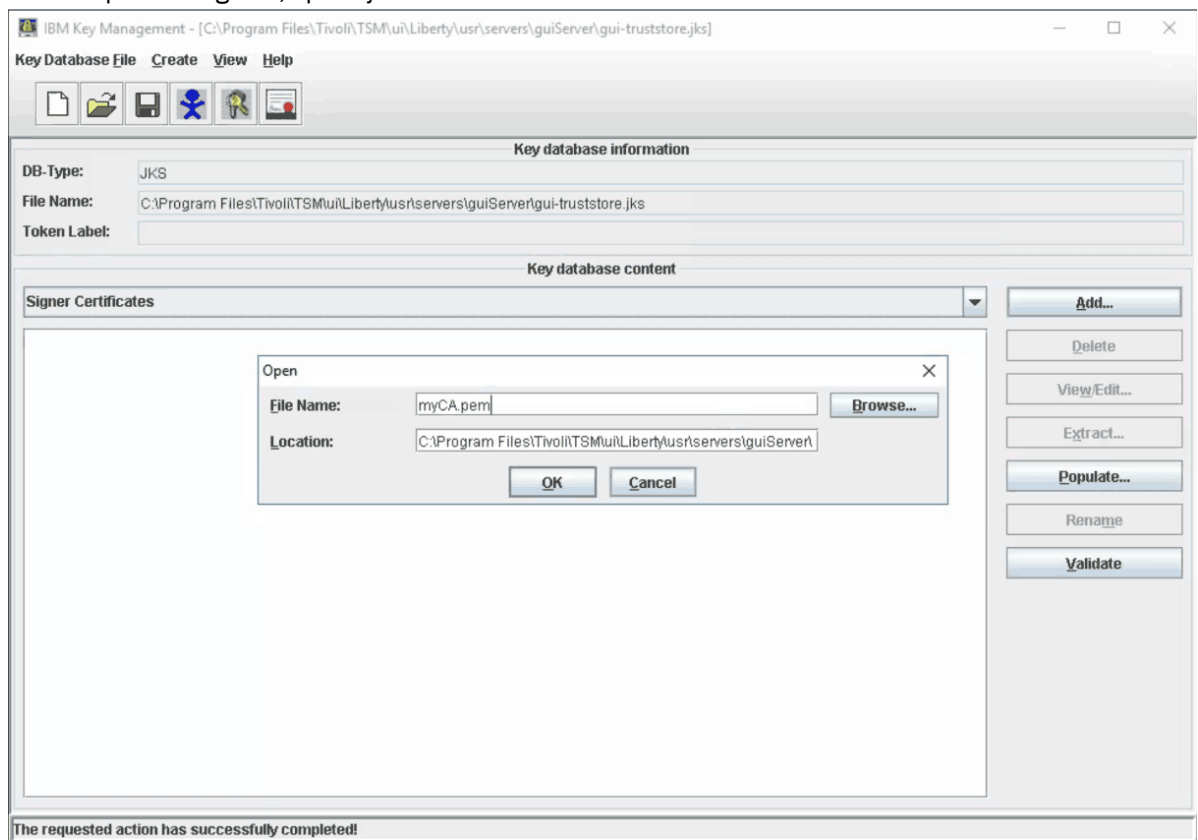 IBM Key Management - [C:\Program Files\Tivoli\TSM\ui\Liberty\usr\servers\guiServer\gui-truststore.jks]
Key Database File Create View Help
Key database information
DB-Type: JKS
File Name: C:\Program Files\Tivoli\TSM\ui\Liberty\usr\servers\guiServer\gui-truststore.jks
Token Label:
Key database content
Signer Certificates
Add...
Delete
View/Edit...
Extract...
Populate...
Rename
Validate
Open
File Name: myCA.pem Browse...
Location: C:\Program Files\Tivoli\TSM\ui\Liberty\usr\servers\guiServer\
OK Cancel
The requested action has successfully completed!